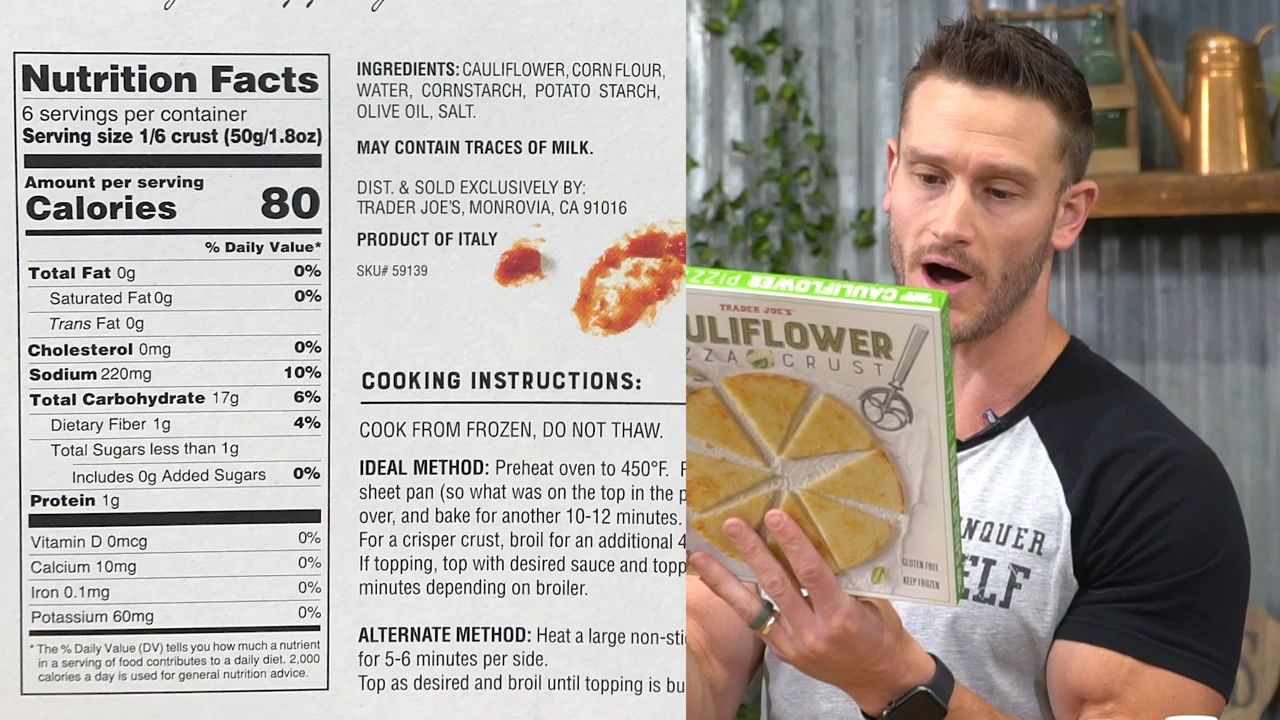 Nutrition Facts
6 servings per container
Serving size 1/6 crust (50g/1.8oz)
Amount per serving
Calories 80
% Daily Value*
Total Fat 0g 0%
Saturated Fat 0g 0%
Trans Fat 0g
Cholesterol 0mg 0%
Sodium 220mg 10%
Total Carbohydrate 17g 6%
Dietary Fiber 1g 4%
Total Sugars less than 1g
Includes 0g Added Sugars 0%
Protein 1g
Vitamin D 0mcg 0%
Calcium 10mg 0%
Iron 0.1mg 0%
Potassium 60mg 0%
* The % Daily Value (DV) tells you how much a nutrient
in a serving of food contributes to a daily diet. 2,000
calories a day is used for general nutrition advice.
INGREDIENTS: CAULIFLOWER, CORN FLOUR,
WATER, CORNSTARCH, POTATO STARCH,
OLIVE OIL, SALT.
MAY CONTAIN TRACES OF MILK.
DIST. & SOLD EXCLUSIVELY BY:
TRADER JOE'S, MONROVIA, CA 91016
PRODUCT OF ITALY
SKU# 59139
COOKING INSTRUCTIONS:
COOK FROM FROZEN, DO NOT THAW.
IDEAL METHOD: Preheat oven to 450°F.
sheet pan (so what was on the top in the p
over, and bake for another 10-12 minutes.
For a crisper crust, broil for an additional 4
If topping, top with desired sauce and topp
minutes depending on broiler.
ALTERNATE METHOD: Heat a large non-sti
for 5-6 minutes per side.
Top as desired and broil until topping is bu
CAULIFLOWER PIZZ
TRADER JOE'S
ULIFLOWER
ZZA CRUST
GLUTEN FREE
KEEP FROZEN
NQUER
ELF